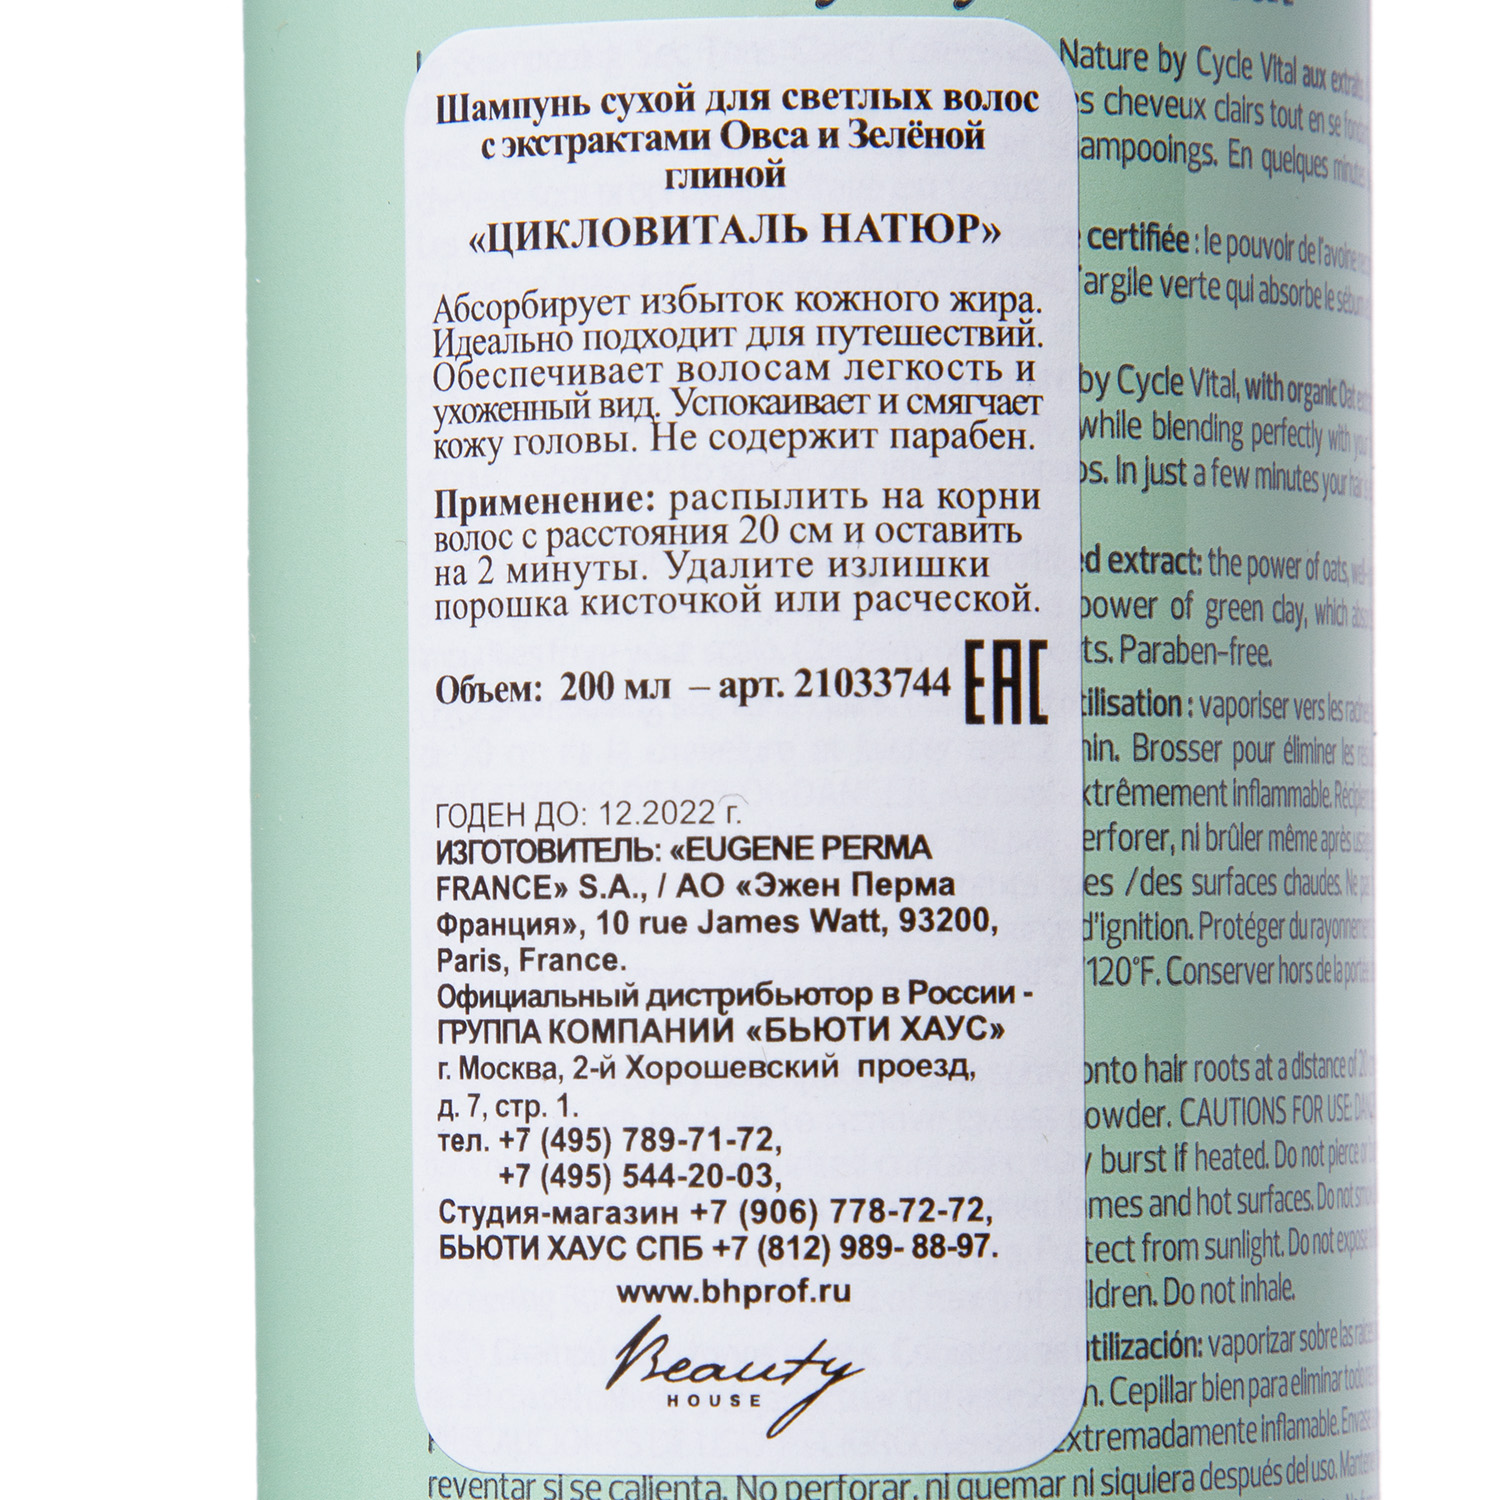 Шампунь сухой для светлых волос
с экстрактами Овса и Зелёной
глиной
«ЦИКЛОВИТАЛЬ НАТЮР»
Абсорбирует избыток кожного жира.
Идеально подходит для путешествий.
Обеспечивает волосам легкость и
ухоженный вид. Успокаивает и смягчает
кожу головы. Не содержит парабен.
Применение: распылить на корни
волос с расстояния 20 см и оставить
на 2 минуты. Удалите излишки
порошка кисточкой или расческой.
Объем: 200 мл – арт. 21033744 EAC
ГОДЕН ДО: 12.2022 г.
ИЗГОТОВИТЕЛЬ: «EUGENE PERMA
FRANCE» S.A., / АО «Эжен Перма
Франция», 10 rue James Watt, 93200,
Paris, France.
Официальный дистрибьютор в России -
ГРУППА КОМПАНИЙ «БЬЮТИ ХАУС»
г. Москва, 2-й Хорошевский проезд,
д. 7, стр. 1.
тел. +7 (495) 789-71-72,
+7 (495) 544-20-03,
Студия-магазин +7 (906) 778-72-72,
БЬЮТИ ХАУС СПБ +7 (812) 989- 88-97.
www.bhprof.ru
Beauty
HOUSE
Nature by Cycle Vital aux extraits
cheveux clairs tout en se
ampooings. En quelques minutes
certifiée : le pouvoir de l'avoine
'argile verte qui absorbe le sébum
by Cycle Vital, with organic Oat
while blending perfectly with your
In just a few minutes your hair
extract: the power of oats,
power of green clay, which
Paraben-free.
tilisation : vaporiser vers les
Brosser pour éliminer les
xtrêmement inflammable.
erforer, ni brûler même après usage
/des surfaces chaudes. Ne
d'ignition. Protéger du
120°F. Conserver hors de la
onto hair roots at a distance of
owder. CAUTIONS FOR USE:
burst if heated. Do not pierce or
and hot surfaces. Do not
tect from sunlight. Do not expose
ldren. Do not inhale.
utilización: vaporizar sobre las
Cepillar bien para eliminar
extremadamente inflamable.
reventar si se calienta. No perforar, ni quemar ni siquiera después del uso.